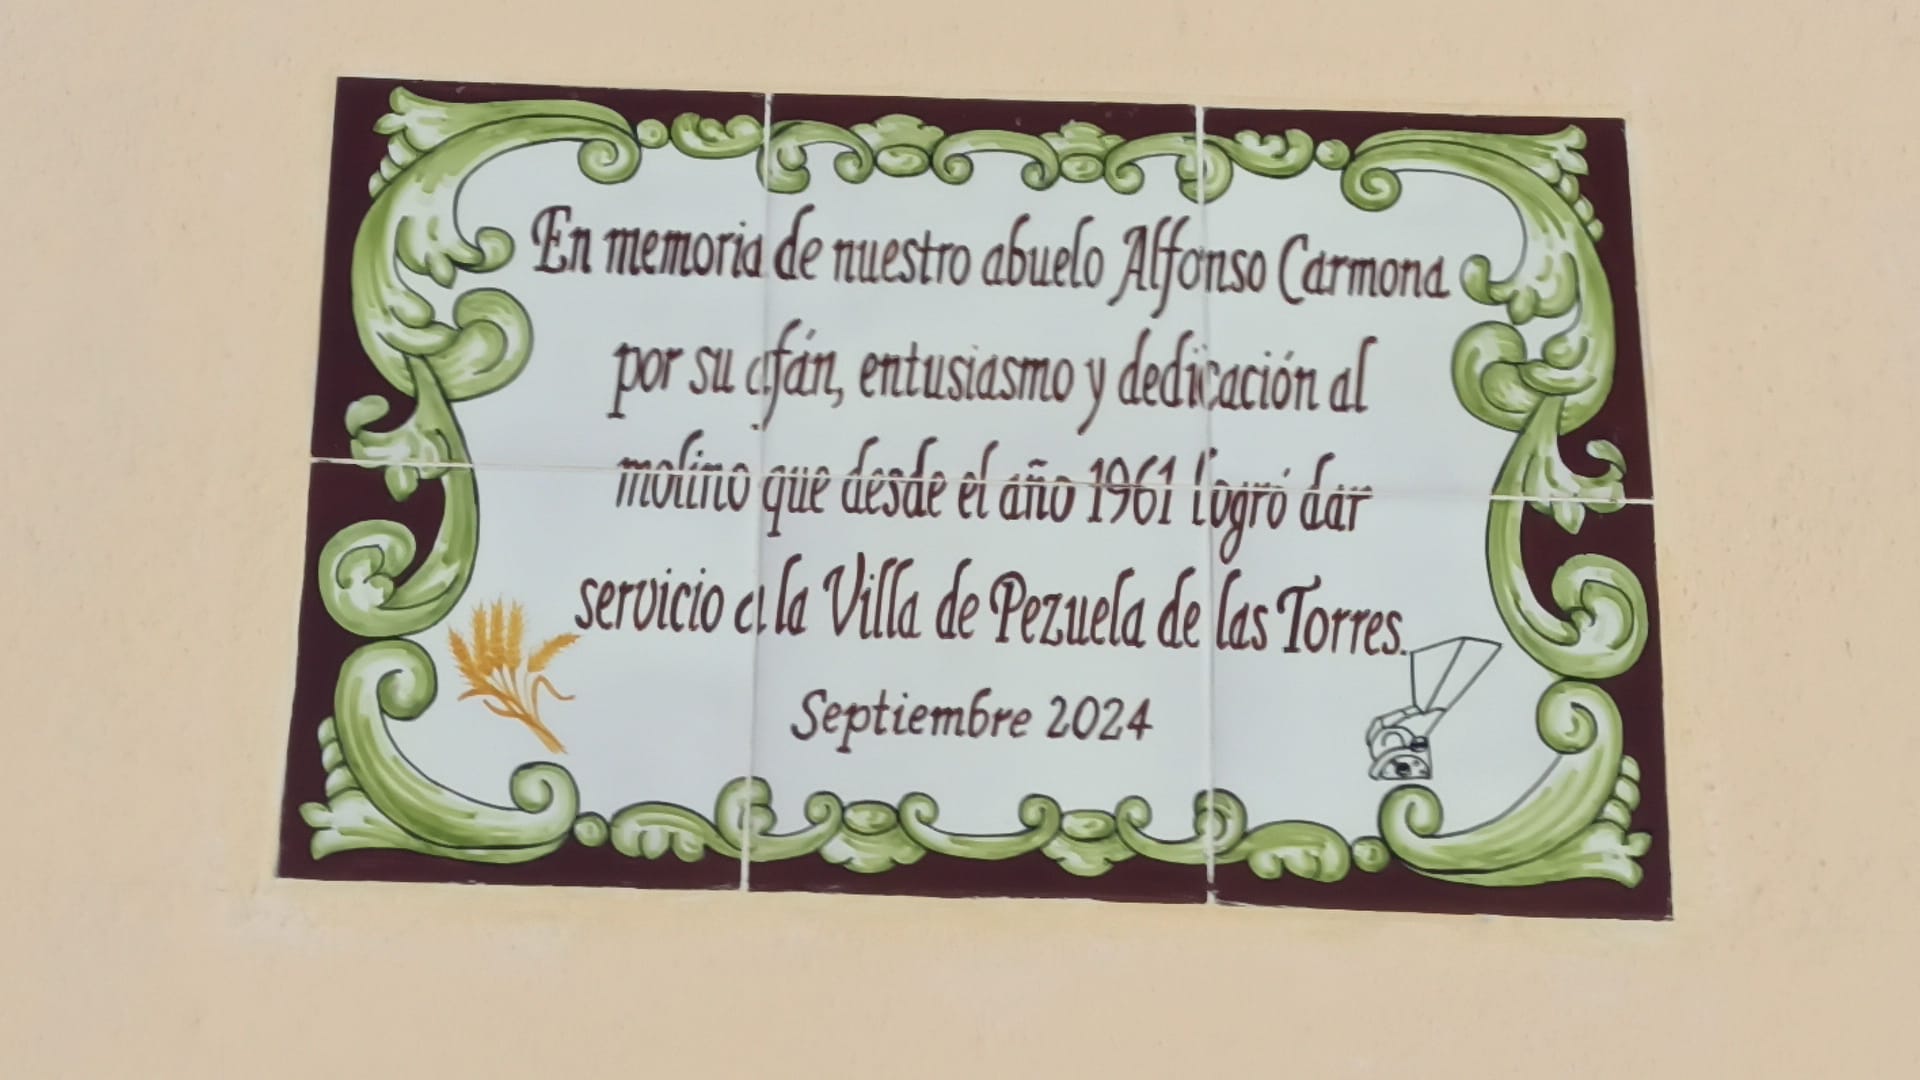 En memoria de nuestro abuelo Alfonso Carmona
por su afán, entusiasmo y dedicación al
molino que desde el año 1961 logró dar
servicio a la Villa de Pezuela de las Torres.
Septiembre 2024